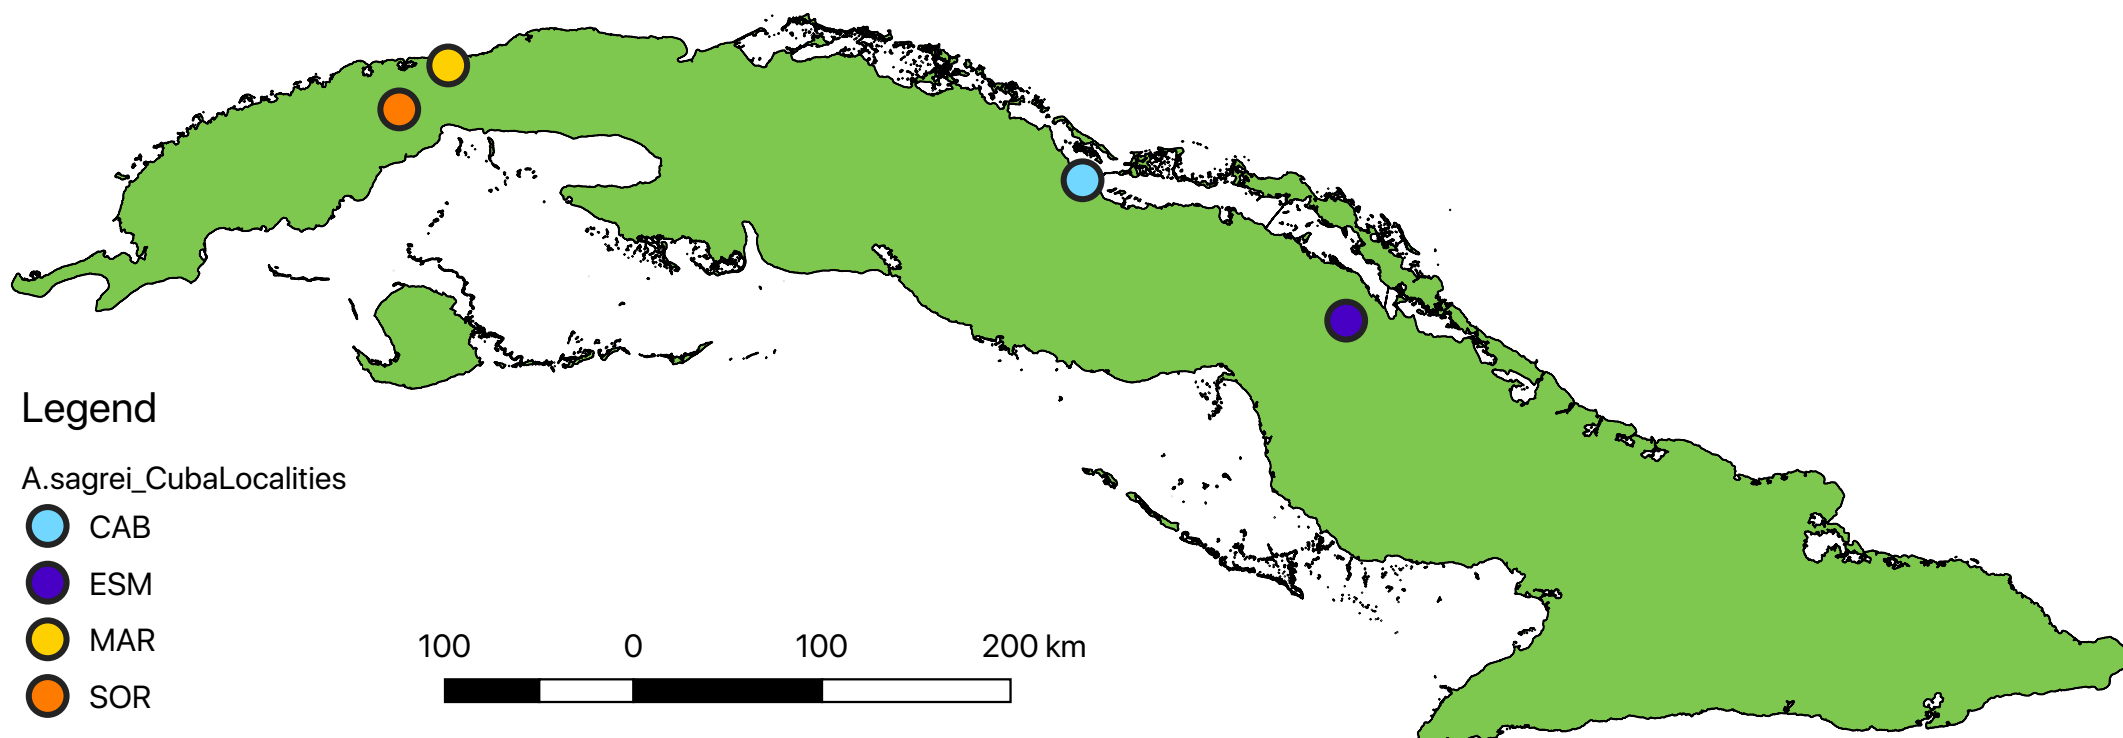 Legend
A.sagrei_CubaLocalities
CAB
ESM
MAR
SOR
100 0 100 200 km